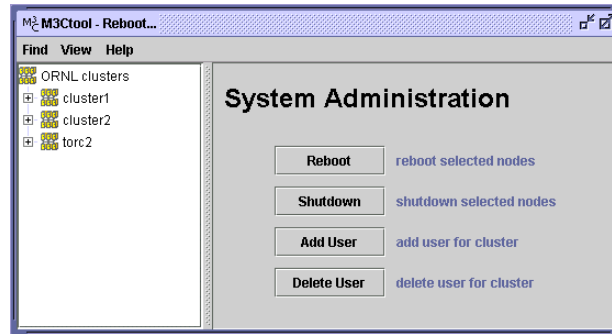 M3C M3Ctool - Reboot...
Find View Help
ORNL clusters
cluster1
cluster2
torc2
System Administration
Reboot reboot selected nodes
Shutdown shutdown selected nodes
Add User add user for cluster
Delete User delete user for cluster